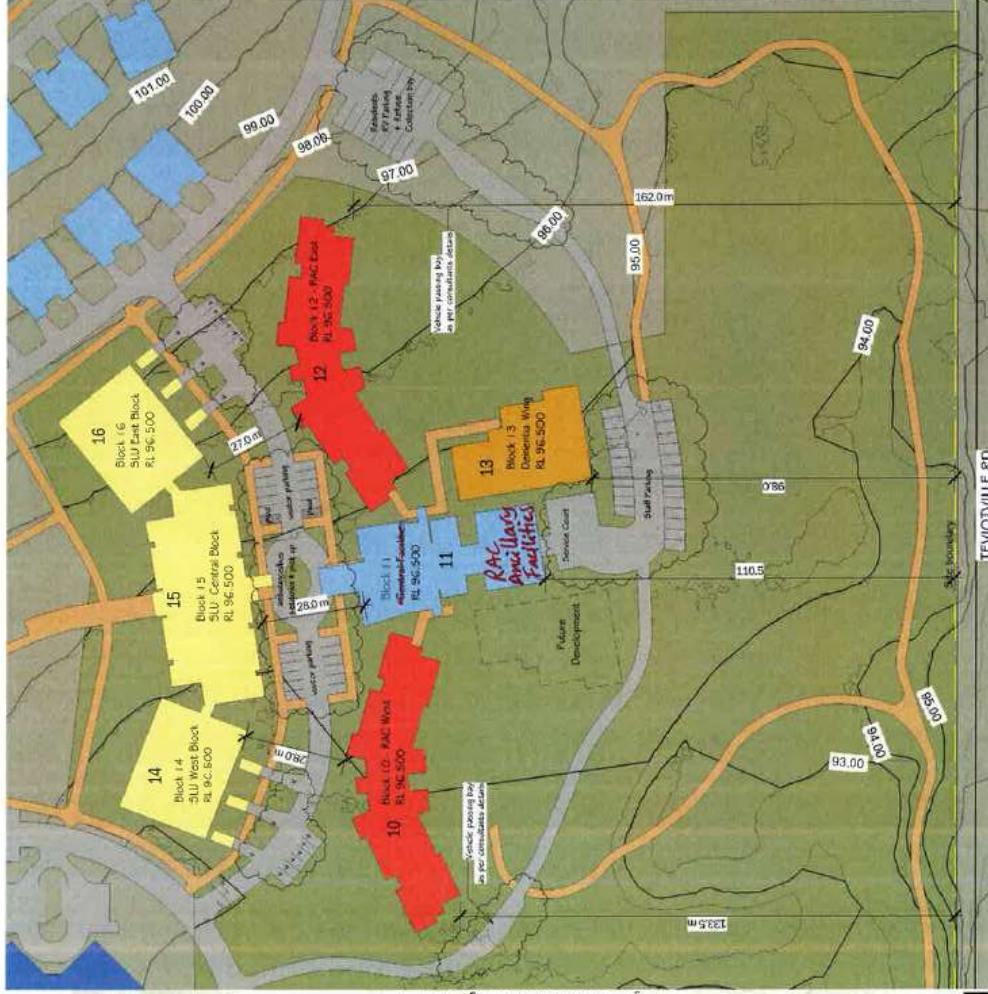 101.00
100.00
99.00
98.00
97.00
Residents
RV Parking
+ Refuse
Collection bay
96.00
162.0 m
95.00
Vehicle passing bay
as per consultants details
Block 12 - RAC East
RL 96.500
12
16
Block 16
SLU East Block
RL 96.500
27.0 m
visitor parking
15
Block 15
SLU Central Block
RL 96.500
28.0 m
visitor parking
14
Block 14
SLU West Block
RL 96.500
28.0 m
Block 11
Central Facilities
RL 96.500
11
RAC
Ancillary
Facilities
13
Block 13
Dementia Wing
RL 96.500
Service Court
Staff Parking
94.00
98.0
110.5
Future
Development
10
Block 10 - RAC West
RL 96.500
Vehicle passing bay
as per consultants details
133.5 m
93.00
94.00
95.00
Site boundary
TEVIOTVILLE RD